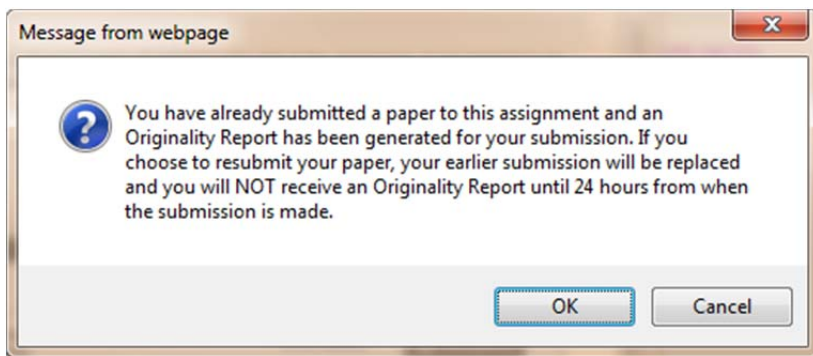 Message from webpage
You have already submitted a paper to this assignment and an
Originality Report has been generated for your submission. If you
choose to resubmit your paper, your earlier submission will be replaced
and you will NOT receive an Originality Report until 24 hours from when
the submission is made.
OK
Cancel